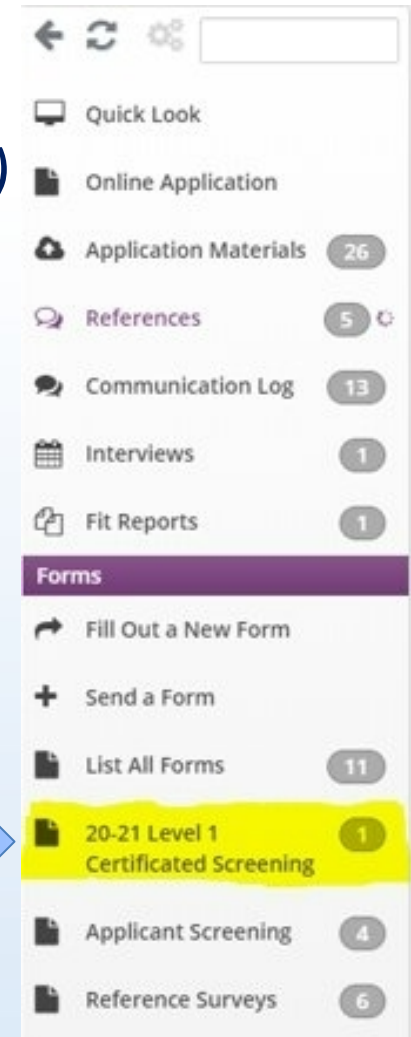 )
Quick Look
Online Application
Application Materials 26
References 5
Communication Log 13
Interviews 1
Fit Reports 1
Forms
Fill Out a New Form
Send a Form
List All Forms 11
20-21 Level 1 1
Certificated Screening
Applicant Screening 4
Reference Surveys 6